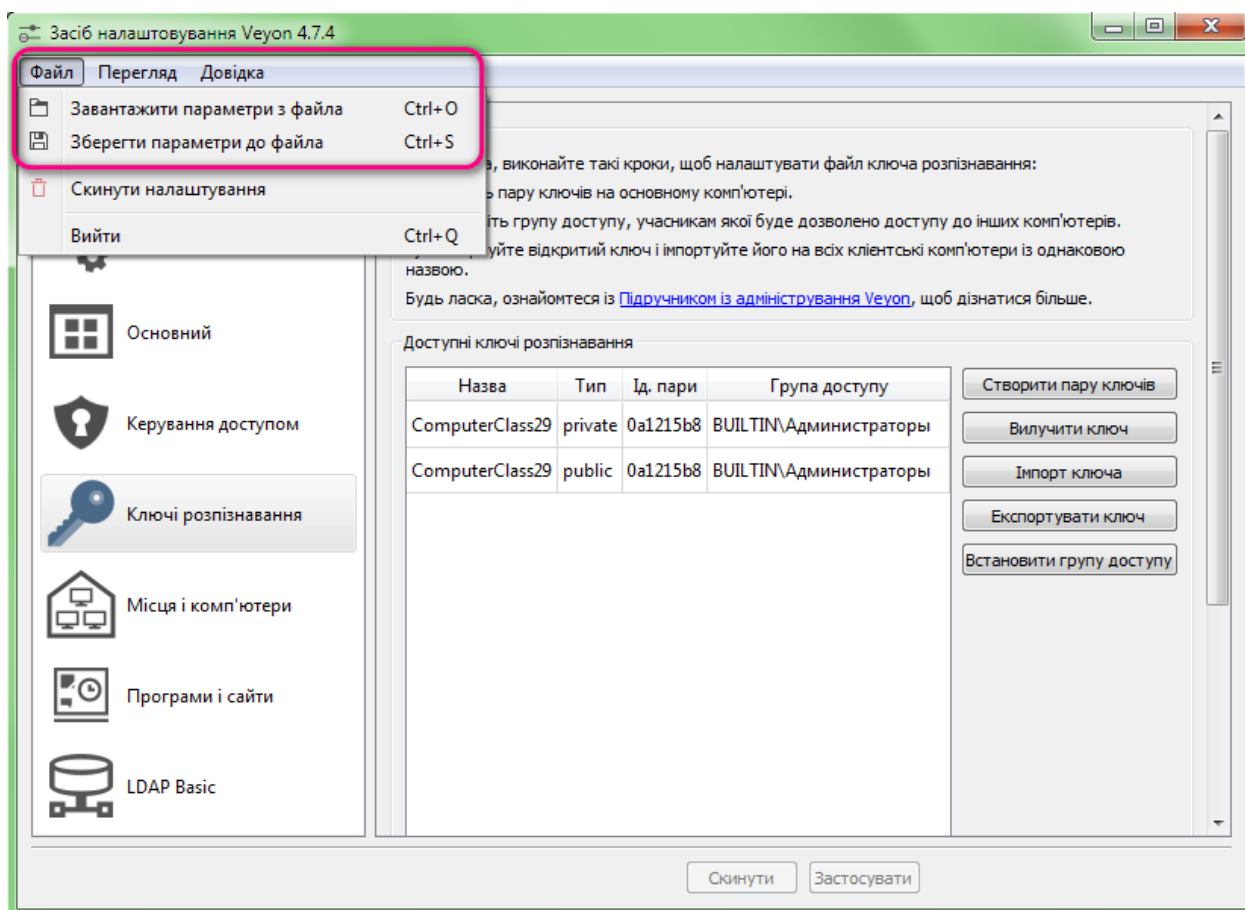 Засіб налаштовування Veyon 4.7.4
Файл Перегляд Довідка
Завантажити параметри з файла Ctrl+O
Зберегти параметри до файла Ctrl+S
Скинути налаштування
Вийти Ctrl+Q
виконайте такі кроки, щоб налаштувати файл ключа розпізнавання:
пару ключів на основному комп'ютері.
групу доступу, учасникам якої буде дозволено доступу до інших комп'ютерів.
відкритий ключ і імпортуйте його на всіх клієнтські комп'ютери із однаковою
назвою.
Будь ласка, ознайомтеся із Підручником із адміністрування Veyon, щоб дізнатися більше.
Основний
Керування доступом
Ключі розпізнавання
Місця і комп'ютери
Програми і сайти
LDAP Basic
Доступні ключі розпізнавання
Назва Тип Ід. пари Група доступу
ComputerClass29 private 0a1215b8 BUILTIN\Администраторы
ComputerClass29 public 0a1215b8 BUILTIN\Администраторы
Створити пару ключів
Вилучити ключ
Імпорт ключа
Експортувати ключ
Встановити групу доступу
Скинути Застосувати